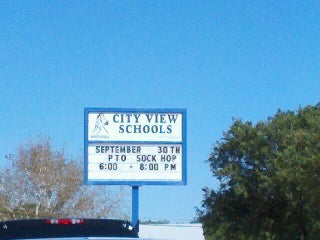 CITY VIEW
SCHOOLS
SEPTEMBER 30TH
PTO SOCK HOP
6:00 - 8:00 PM